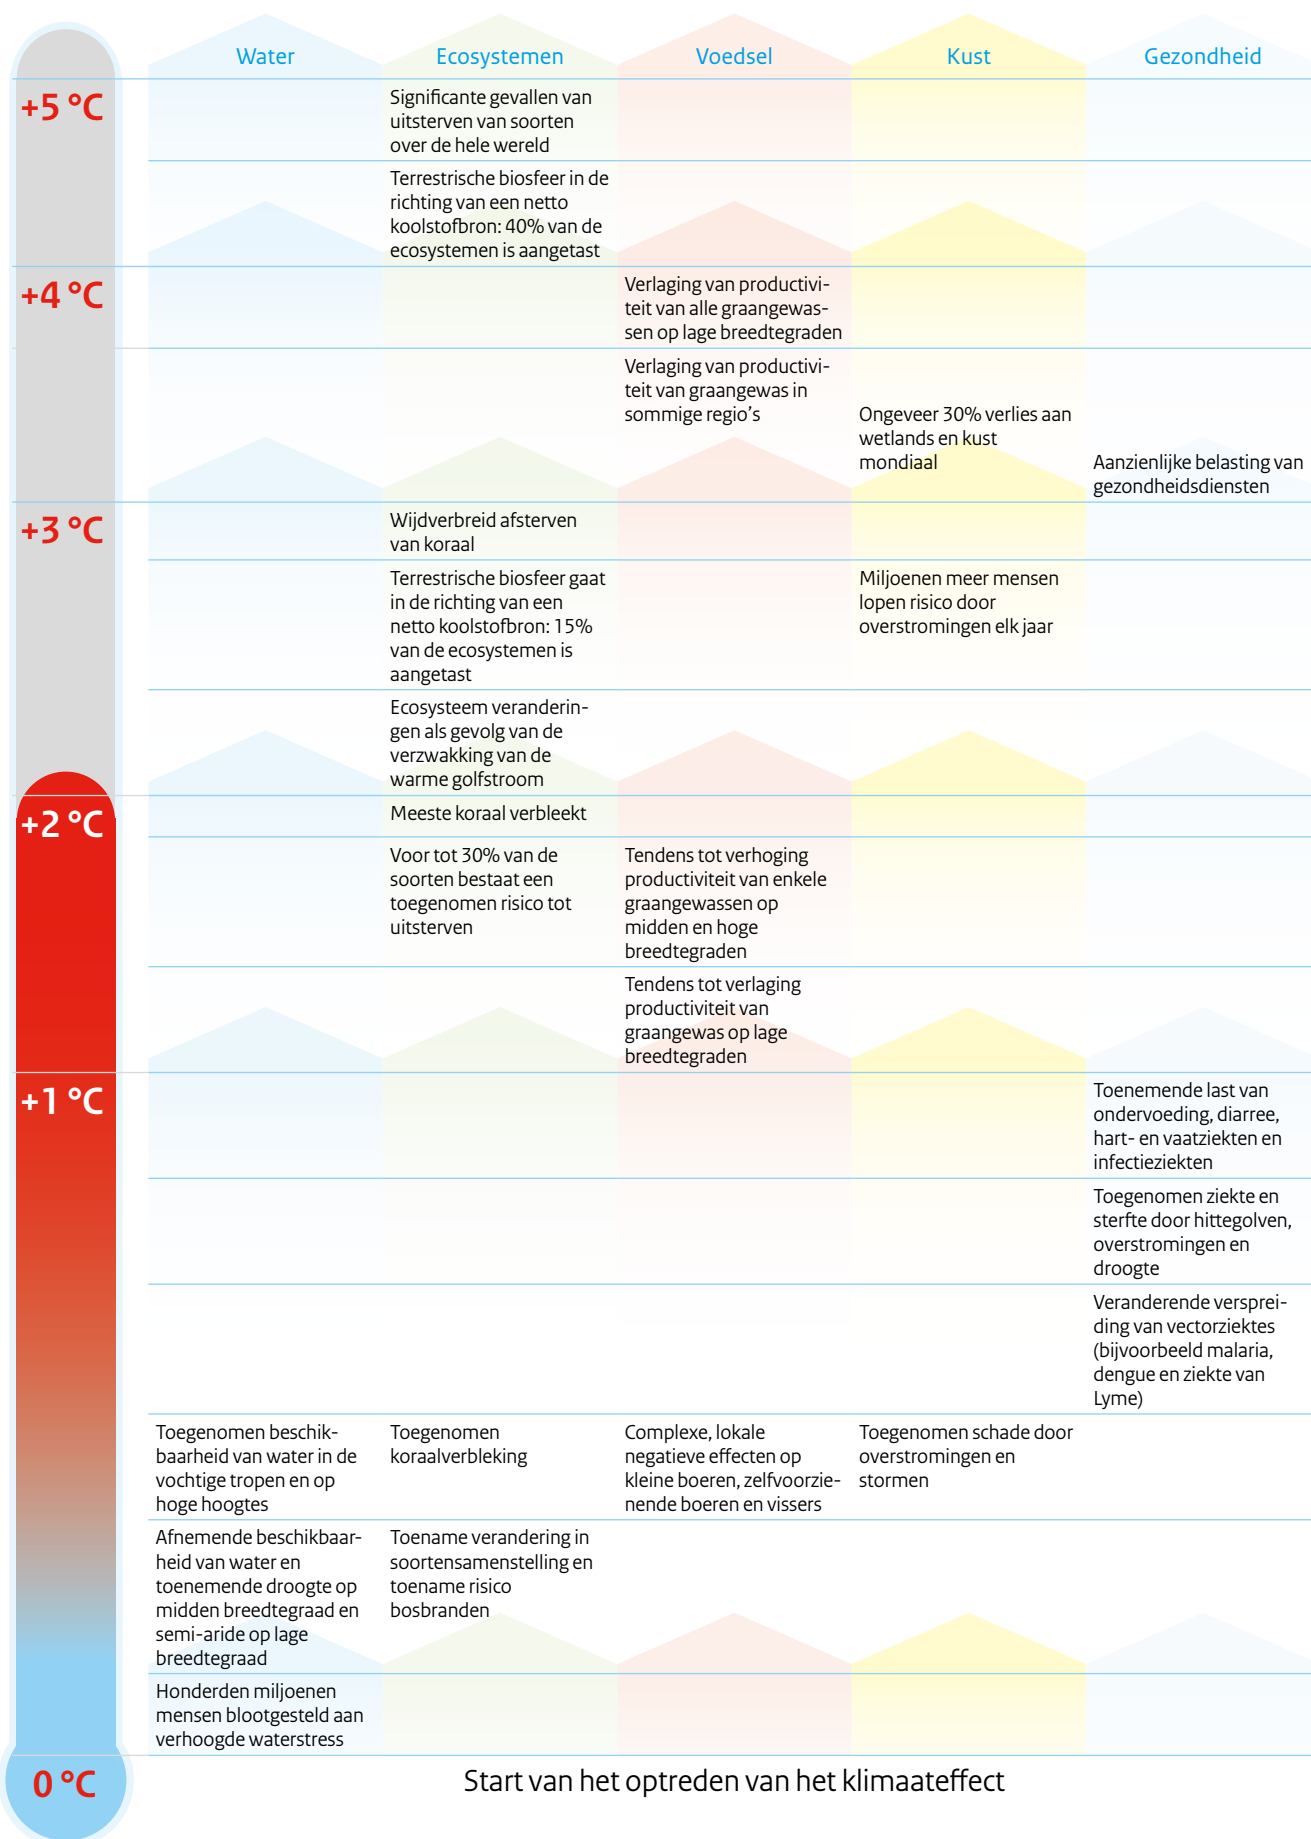 Water
Ecosystemen
Voedsel
Kust
Gezondheid
+5 °C
Significante gevallen van
uitsterven van soorten
over de hele wereld
Terrestrische biosfeer in de
richting van een netto
koolstofbron: 40% van de
ecosystemen is aangetast
+4 °C
Verlaging van productivi-
teit van alle graangewas-
sen op lage breedtegraden
Verlaging van productivi-
teit van graangewas in
sommige regio's
Ongeveer 30% verlies aan
wetlands en kust
mondiaal
Aanzienlijke belasting van
gezondheidsdiensten
+3 °C
Wijdverbreid afsterven
van koraal
Terrestrische biosfeer gaat
in de richting van een
netto koolstofbron: 15%
van de ecosystemen is
aangetast
Miljoenen meer mensen
lopen risico door
overstromingen elk jaar
Ecosysteem veranderin-
gen als gevolg van de
verzwakking van de
warme golfstroom
+2 °C
Meeste koraal verbleekt
Voor tot 30% van de
soorten bestaat een
toegenomen risico tot
uitsterven
Tendens tot verhoging
productiviteit van enkele
graangewassen op
midden en hoge
breedtegraden
Tendens tot verlaging
productiviteit van
graangewas op lage
breedtegraden
+1 °C
Toenemende last van
ondervoeding, diarree,
hart- en vaatziekten en
infectieziekten
Toegenomen ziekte en
sterfte door hittegolven,
overstromingen en
droogte
Veranderende versprei-
ding van vectorziektes
(bijvoorbeeld malaria,
dengue en ziekte van
Lyme)
Toegenomen beschik-
baarheid van water in de
vochtige tropen en op
hoge hoogtes
Toegenomen
koraalverbleking
Complexe, lokale
negatieve effecten op
kleine boeren, zelfvoorzie-
nende boeren en vissers
Toegenomen schade door
overstromingen en
stormen
Afnemende beschikbaar-
heid van water en
toenemende droogte op
midden breedtegraad en
semi-aride op lage
breedtegraad
Toename verandering in
soortensamenstelling en
toename risico
bosbranden
Honderden miljoenen
mensen blootgesteld aan
verhoogde waterstress
0 °C
Start van het optreden van het klimaateffect